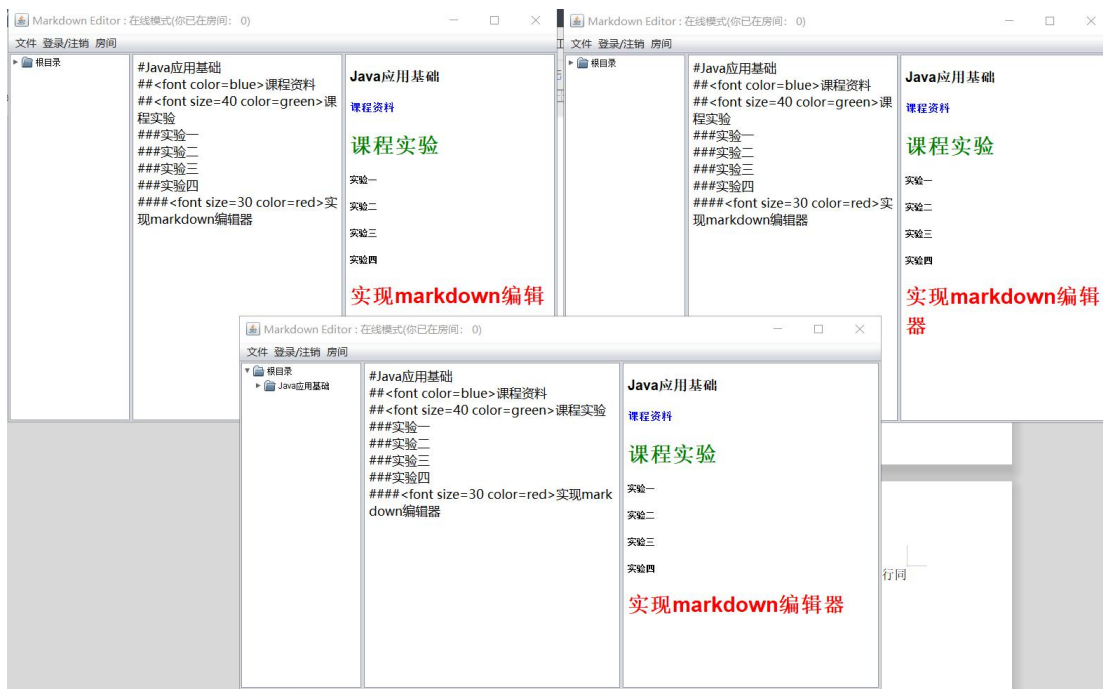 Markdown Editor : 在线模式(你已在房间: 0)
文件 登录/注销 房间
根目录
#Java应用基础
##<font color=blue>课程资料
##<font size=40 color=green>课
程实验
###实验一
###实验二
###实验三
###实验四
####<font size=30 color=red>实
现markdown编辑器
Java应用基础
课程资料
课程实验
实验一
实验二
实验三
实验四
实现markdown编辑
Markdown Editor : 在线模式(你已在房间: 0)
文件 登录/注销 房间
根目录
#Java应用基础
##<font color=blue>课程资料
##<font size=40 color=green>课
程实验
###实验一
###实验二
###实验三
###实验四
####<font size=30 color=red>实
现markdown编辑器
Java应用基础
课程资料
课程实验
实验一
实验二
实验三
实验四
实现markdown编辑
器
Markdown Editor : 在线模式(你已在房间: 0)
文件 登录/注销 房间
根目录
Java应用基础
#Java应用基础
##<font color=blue>课程资料
##<font size=40 color=green>课程实验
###实验一
###实验二
###实验三
###实验四
####<font size=30 color=red>实现mark
down编辑器
Java应用基础
课程资料
课程实验
实验一
实验二
实验三
实验四
实现markdown编辑器
行同